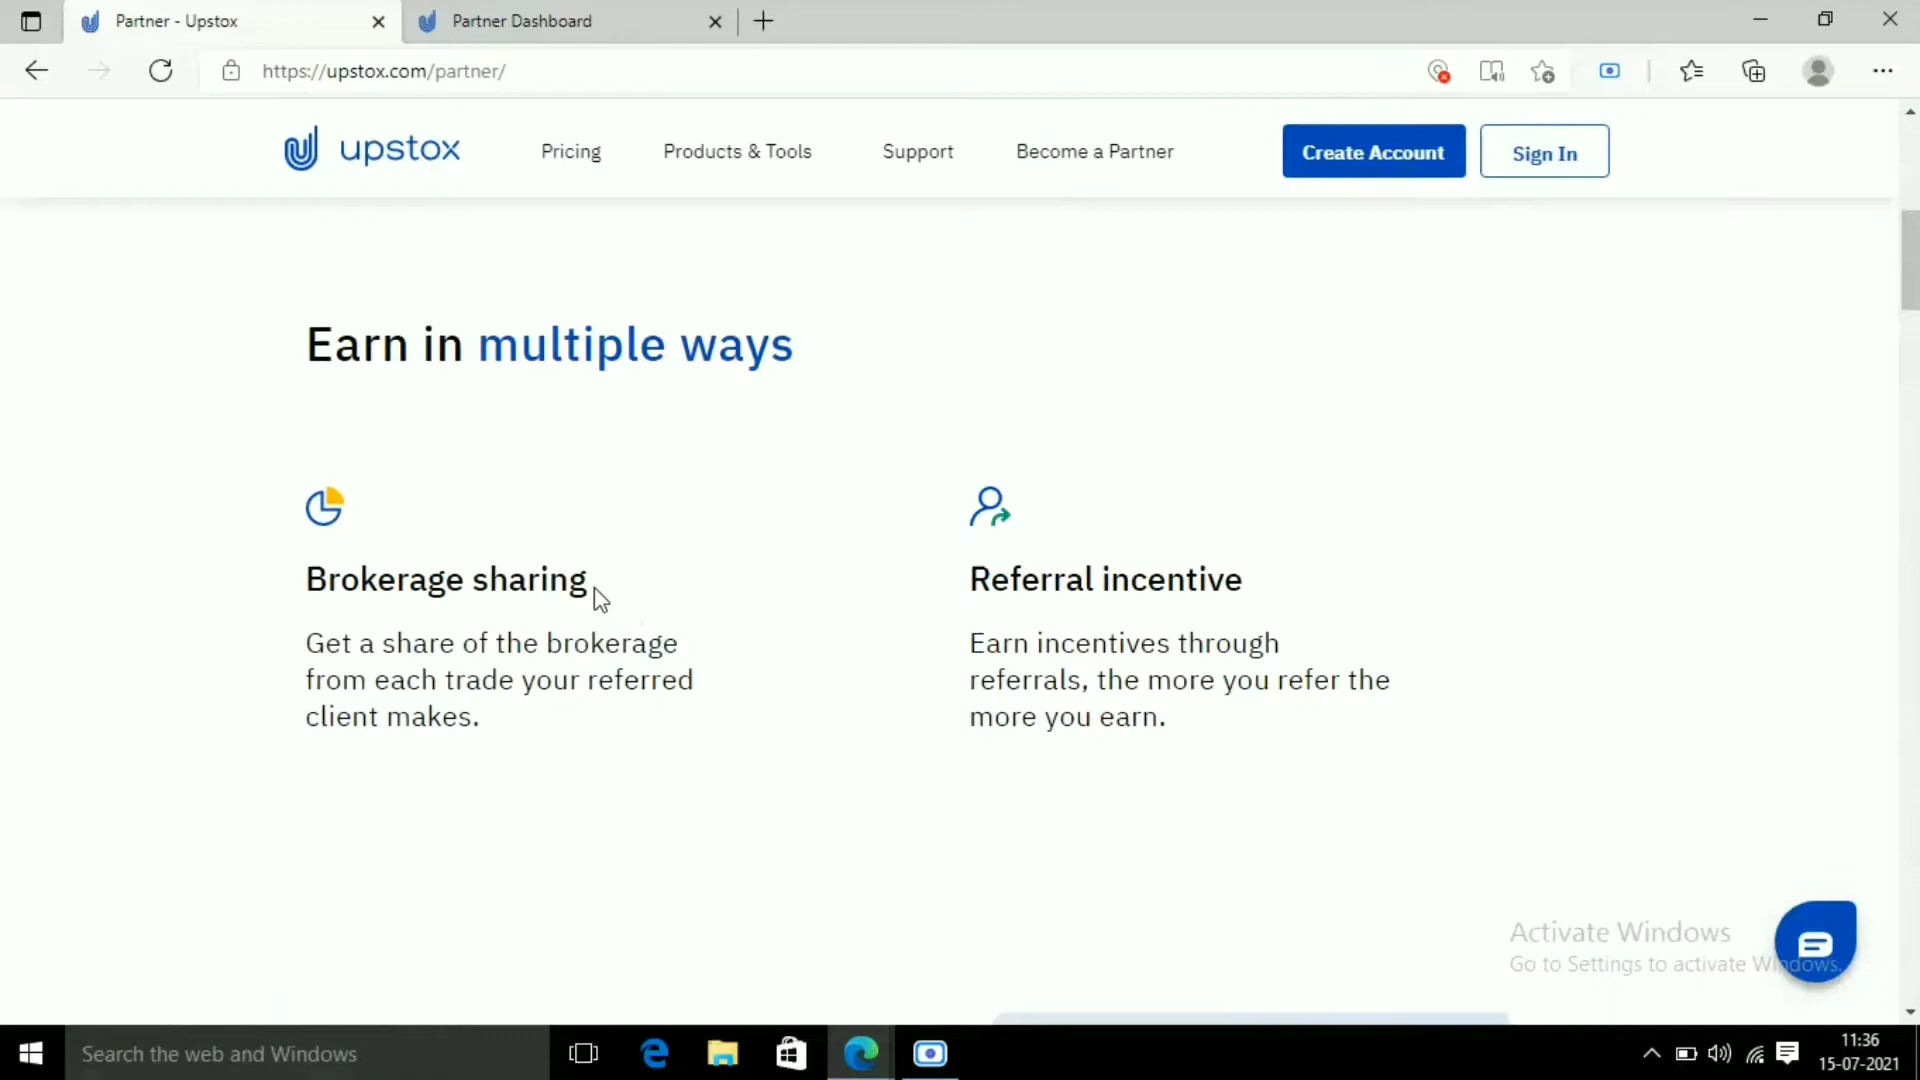 Partner - Upstox
Partner Dashboard
https://upstox.com/partner/
upstox
Pricing
Products & Tools
Support
Become a Partner
Create Account
Sign In
Earn in multiple ways
Brokerage sharing
Get a share of the brokerage
from each trade your referred
client makes.
Referral incentive
Earn incentives through
referrals, the more you refer the
more you earn.
Activate Windows
Go to Settings to activate Windows.
Search the web and Windows
11:36
15-07-2021